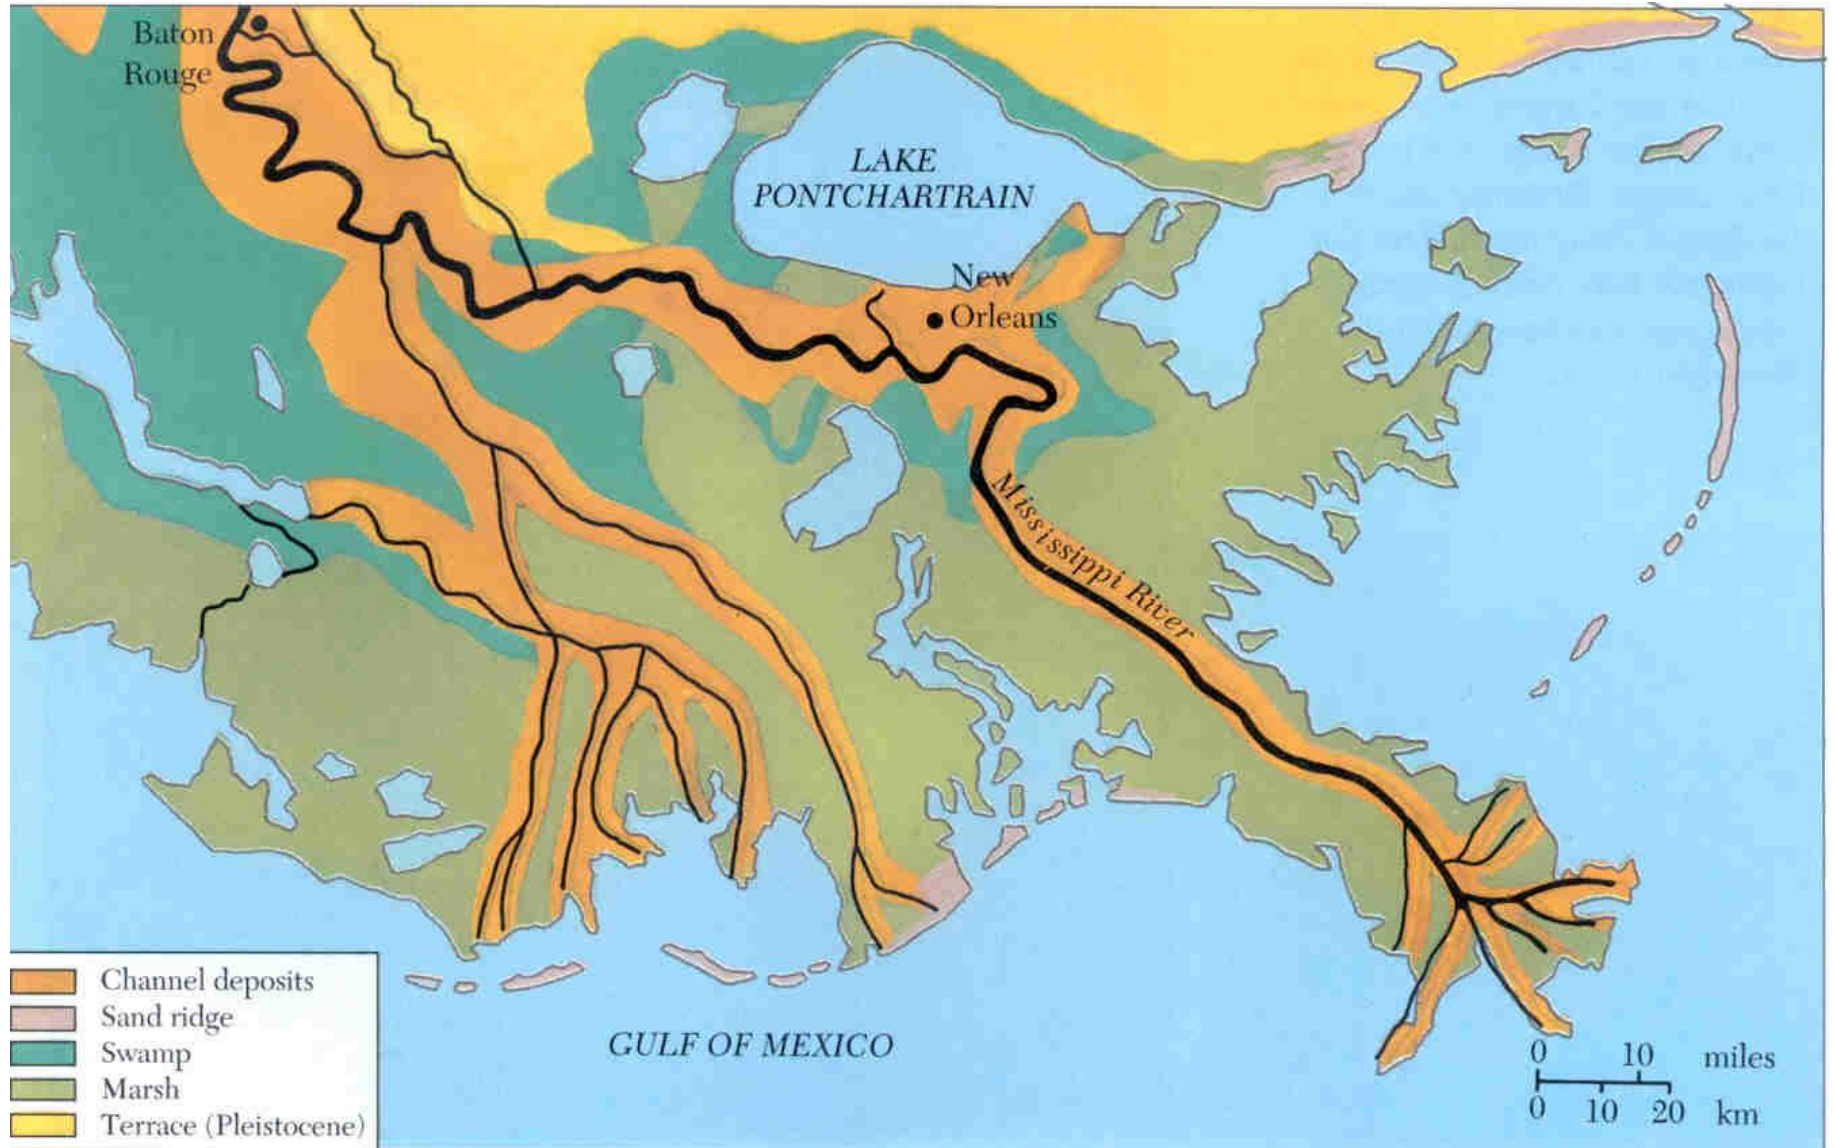 Baton
Rouge
LAKE
PONTCHARTRAIN
New
Orleans
Mississippi River
Channel deposits
Sand ridge
Swamp
Marsh
Terrace (Pleistocene)
GULF OF MEXICO
0 10 miles
0 10 20 km